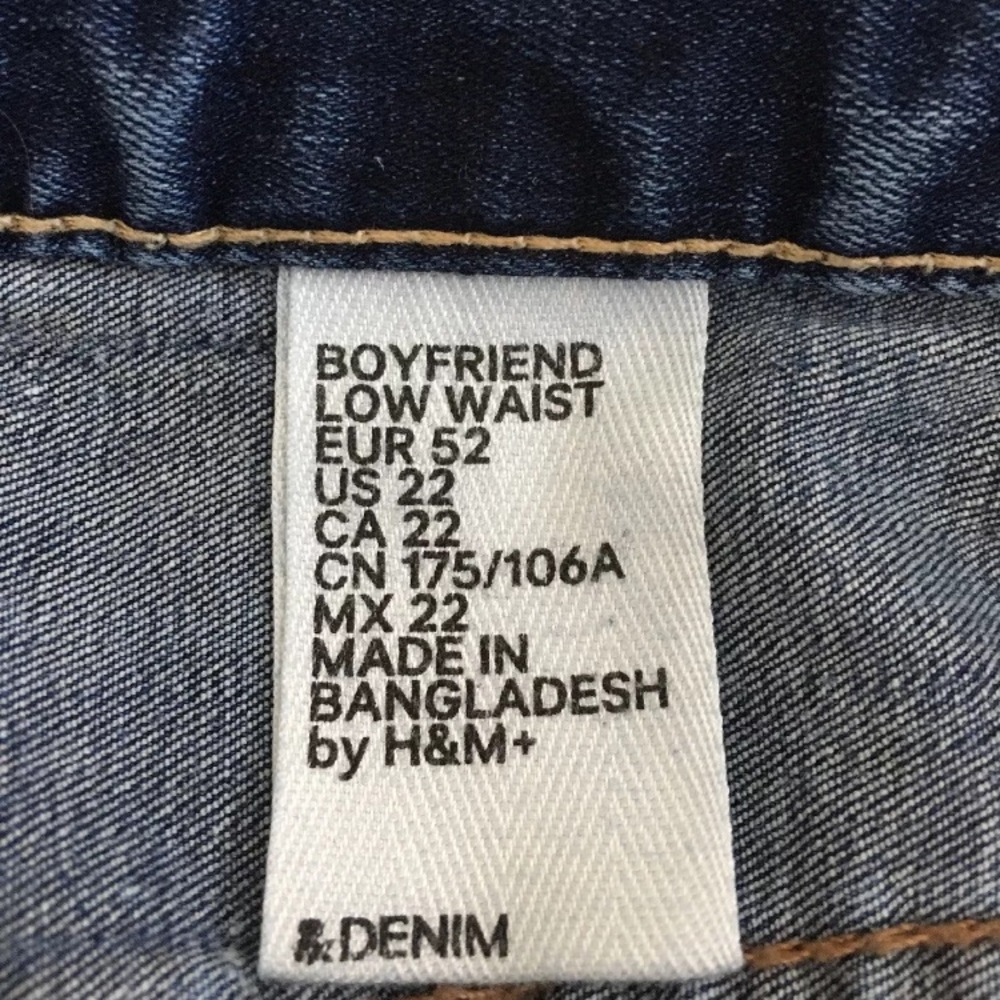 BOYFRIEND
LOW WAIST
EUR 52
US 22
CA 22
CN 175/106A
MX 22
MADE IN
BANGLADESH
by H&M+
&DENIM